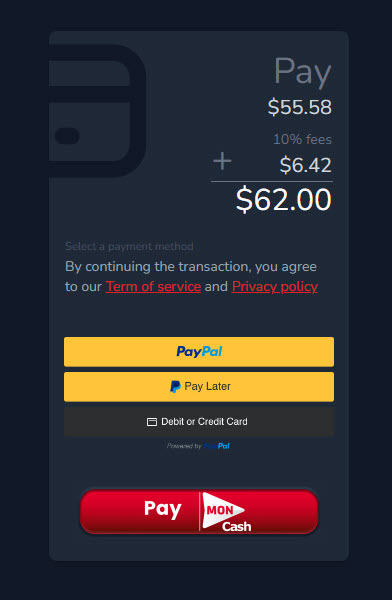 Pay
$55.58
10% fees
+ $6.42
$62.00
Select a payment method
By continuing the transaction, you agree
to our Term of service and Privacy policy
PayPal
Pay Later
Debit or Credit Card
Powered by PayPal
Pay MON
Cash